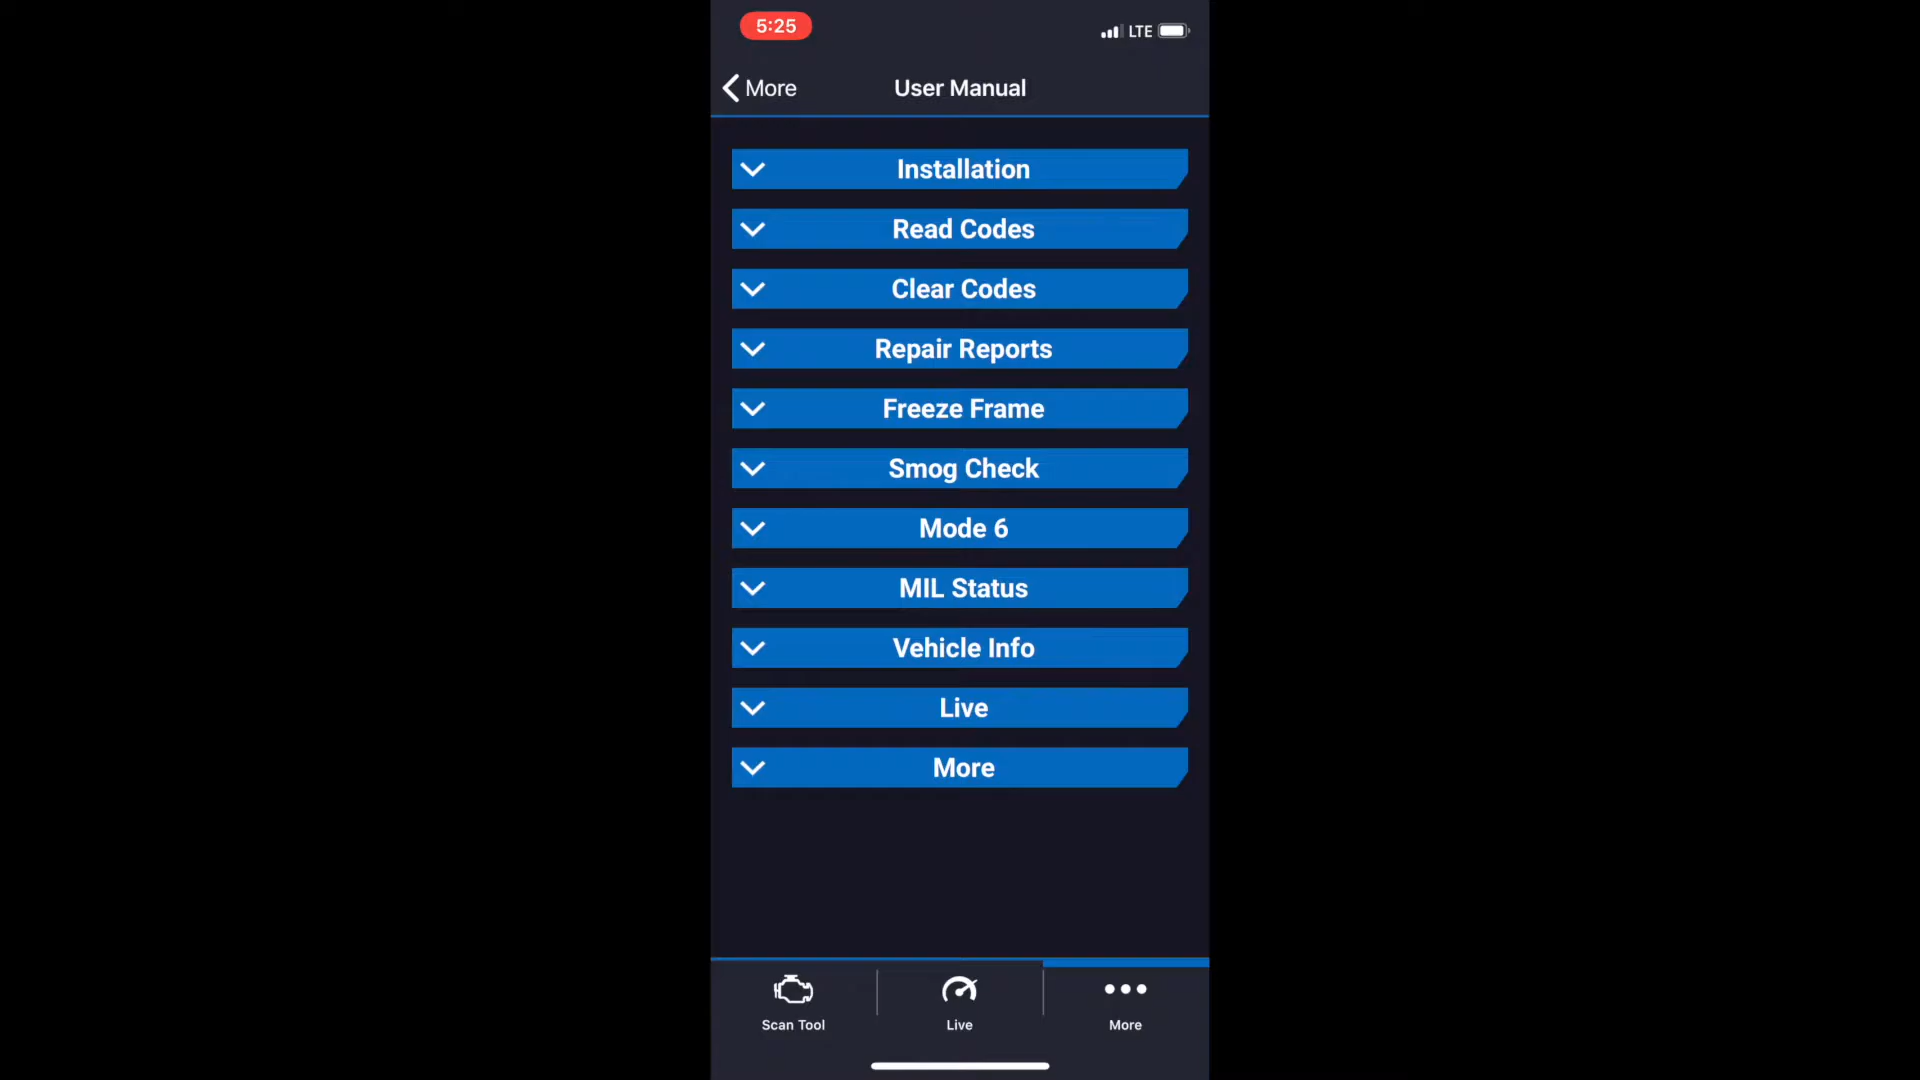 5:25
LTE
More
User Manual
Installation
Read Codes
Clear Codes
Repair Reports
Freeze Frame
Smog Check
Mode 6
MIL Status
Vehicle Info
Live
More
Scan Tool
Live
More